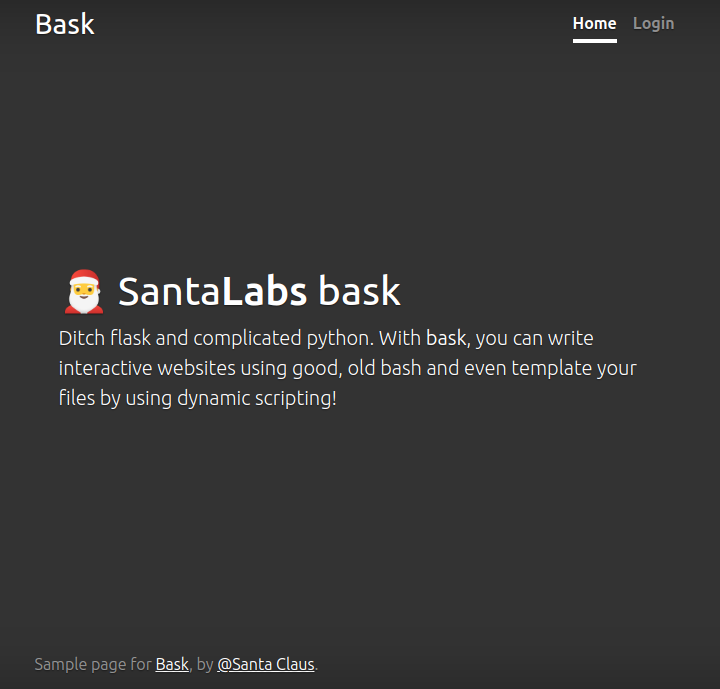 Bask
Home Login
SantaLabs bask
Ditch flask and complicated python. With bask, you can write
interactive websites using good, old bash and even template your
files by using dynamic scripting!
Sample page for Bask, by @Santa Claus.